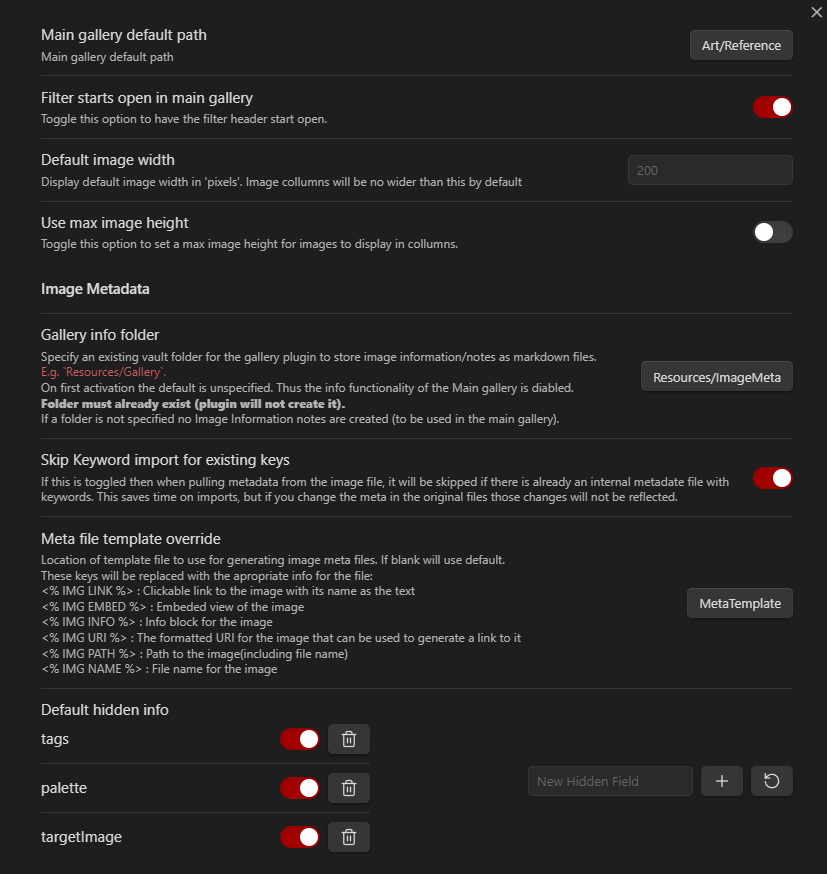 Main gallery default path
Main gallery default path
Art/Reference
Filter starts open in main gallery
Toggle this option to have the filter header start open.
Default image width
Display default image width in 'pixels'. Image collumns will be no wider than this by default
200
Use max image height
Toggle this option to set a max image height for images to display in collumns.
Image Metadata
Gallery info folder
Specify an existing vault folder for the gallery plugin to store image information/notes as markdown files.
E.g. `Resources/Gallery`.
On first activation the default is unspecified. Thus the info functionality of the Main gallery is diabled.
Folder must already exist (plugin will not create it).
If a folder is not specified no Image Information notes are created (to be used in the main gallery).
Resources/ImageMeta
Skip Keyword import for existing keys
If this is toggled then when pulling metadata from the image file, it will be skipped if there is already an internal metadate file with
keywords. This saves time on imports, but if you change the meta in the original files those changes will not be reflected.
Meta file template override
Location of template file to use for generating image meta files. If blank will use default.
These keys will be replaced with the apropriate info for the file:
<% IMG LINK %> : Clickable link to the image with its name as the text
<% IMG EMBED %> : Embeded view of the image
<% IMG INFO %> : Info block for the image
<% IMG URI %> : The formatted URI for the image that can be used to generate a link to it
<% IMG PATH %> : Path to the image(including file name)
<% IMG NAME %> : File name for the image
MetaTemplate
Default hidden info
tags
palette
targetImage
New Hidden Field